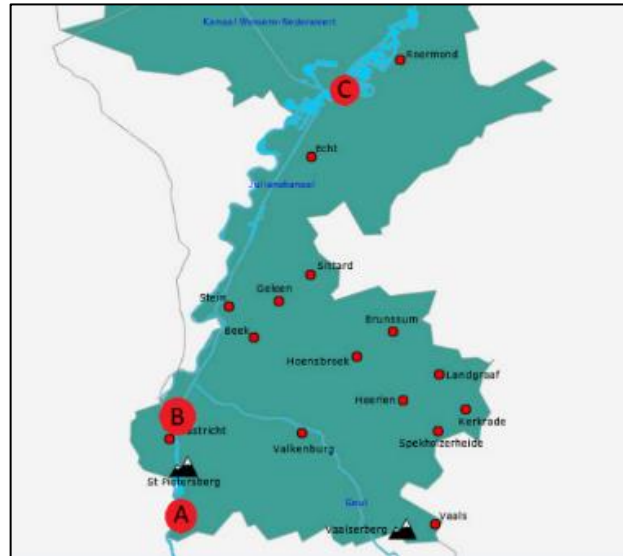 Kanaal Wessem-Nederweert
Roermond
C
Echt
Julianakanaal
Sittard
Geleen
Stein
Brunssum
Beek
Hoensbroek
Landgraaf
Heerlen
Kerkrade
B
astricht
Spekholzerheide
Valkenburg
St Pietersberg
Geul
A
Vaals
Vaalserberg